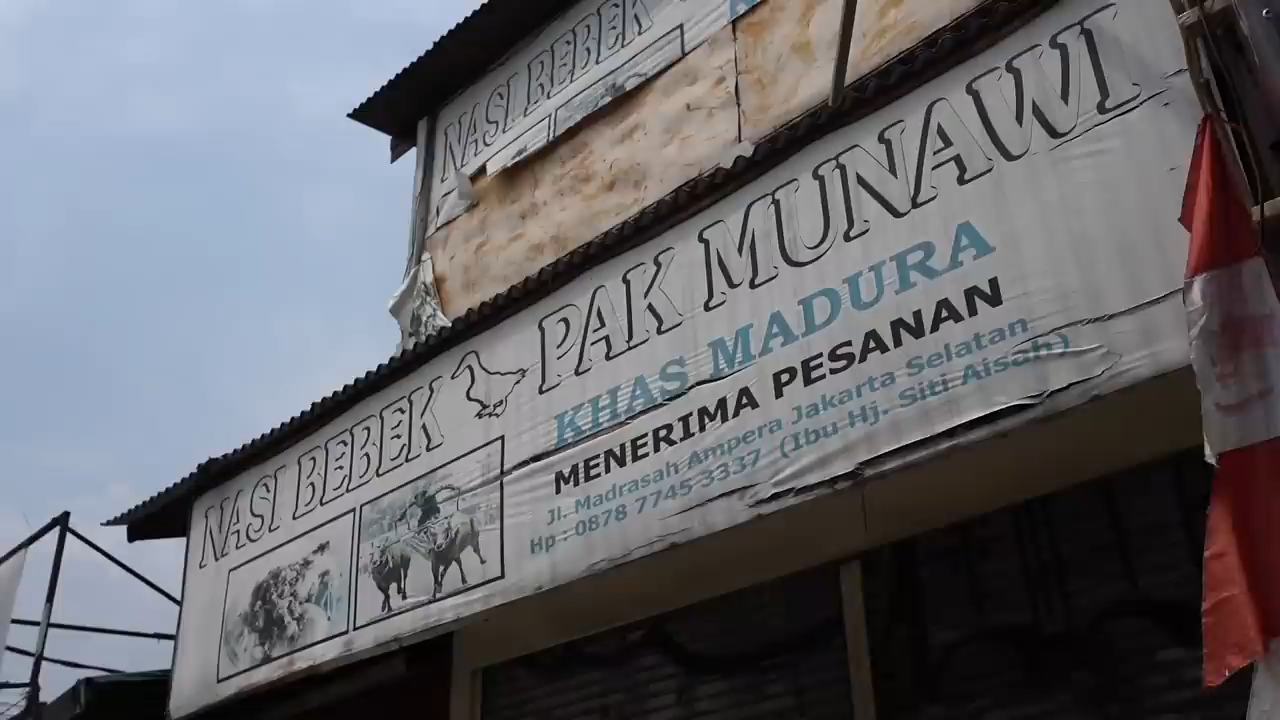 NASI BEBEK
NASI BEBEK PAK MUNAWI
KHAS MADURA
MENERIMA PESANAN
Jl. Madrasah Ampera Jakarta Selatan
Hp : 0878 7745 3337 (Ibu Hj. Siti Aisah)